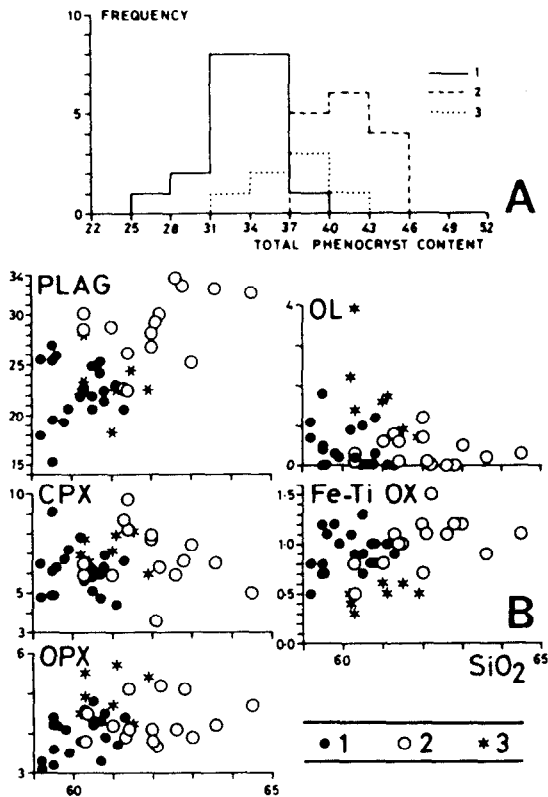 FREQUENCY
10
5
0
1
2
3
22 25 28 31 34 37 40 43 46 49 52
TOTAL PHENOCRYST CONTENT
A
PLAG
34
30
25
20
15
OL
4
0
CPX
10
5
3
Fe-Ti OX
1·5
1·0
0·5
0·0
B
OPX
6
3
60 65
60 65
SiO2
1 2 3